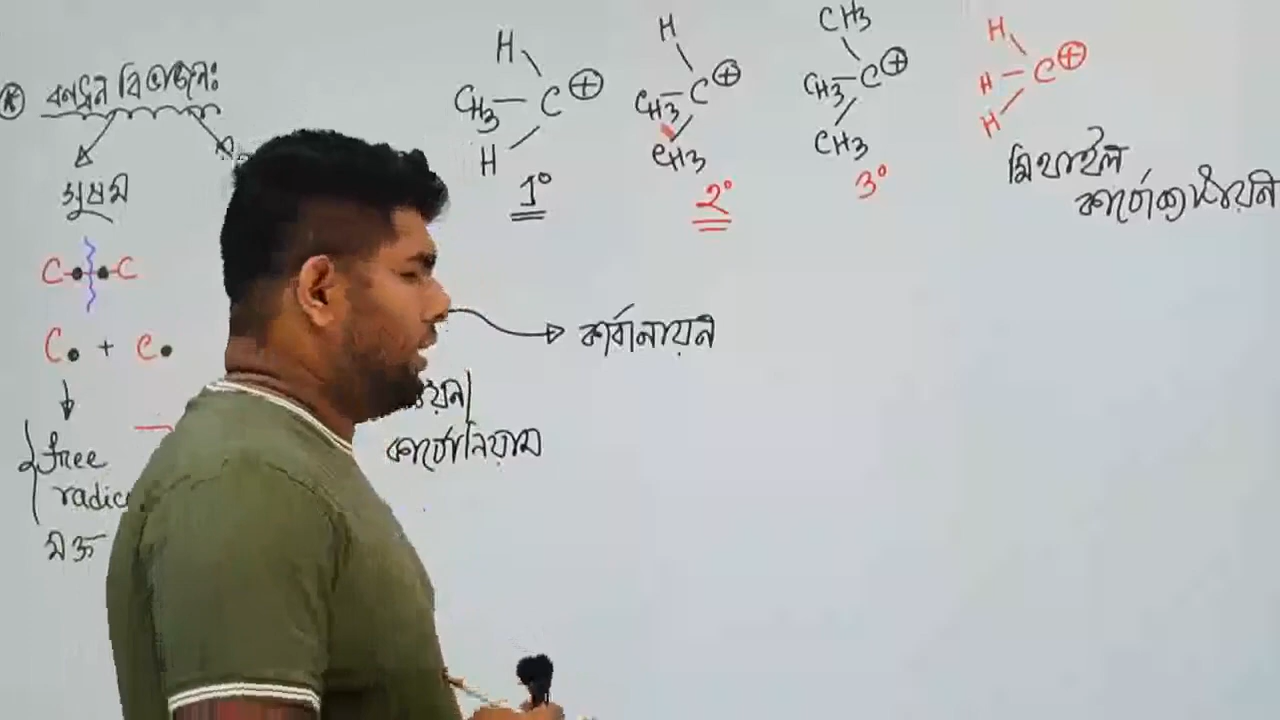 বন্ধন বিভাজনঃ
সুষম
C • • C
C• + C•
free
radic
মুক্ত
H
CH3 — C ⊕
H
1°
H
CH3 — C ⊕
CH3
2°
CH3
CH3 — C ⊕
CH3
3°
H
H — C ⊕
H
মিথাইল
কার্বোক্যাটায়ন
কার্বানায়ন
য়ন/
কার্বোনিয়াম